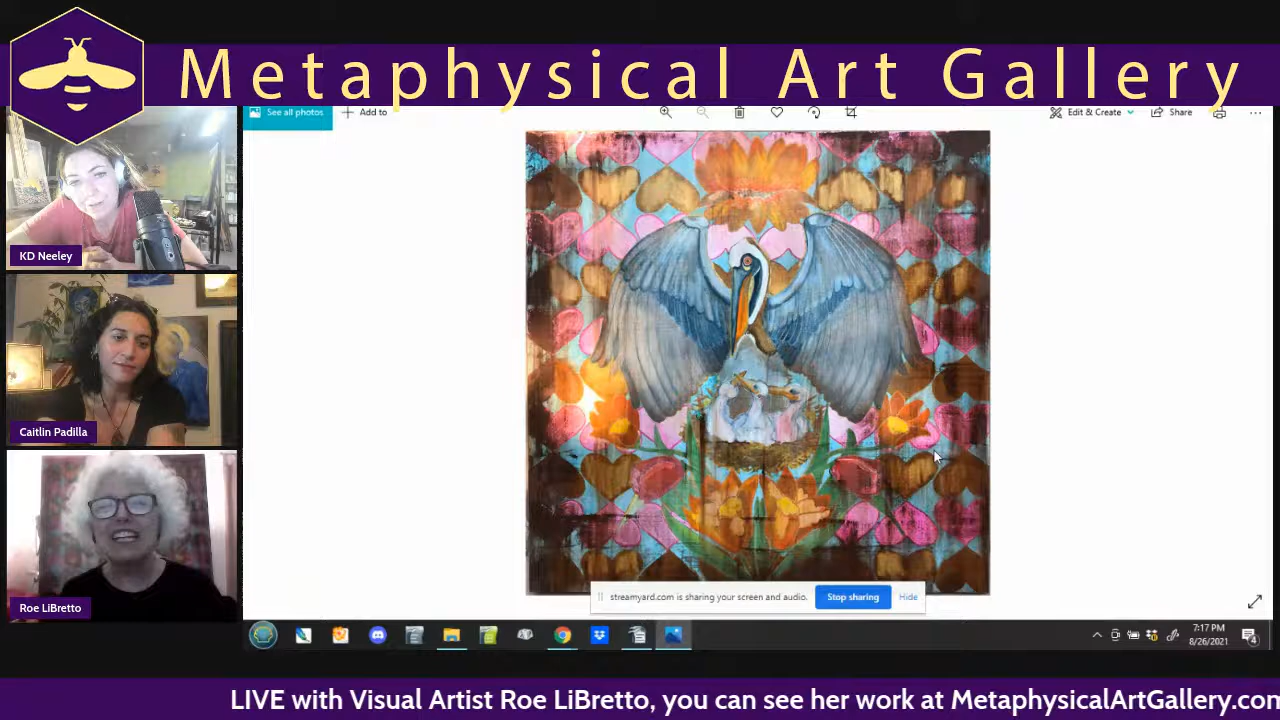 Metaphysical Art Gallery
See all photos
Add to
Edit & Create
Share
KD Neeley
Caitlin Padilla
Roe LiBretto
streamyard.com is sharing your screen and audio.
Stop sharing
Hide
7:17 PM
8/26/2021
4
LIVE with Visual Artist Roe LiBretto, you can see her work at MetaphysicalArtGallery.con